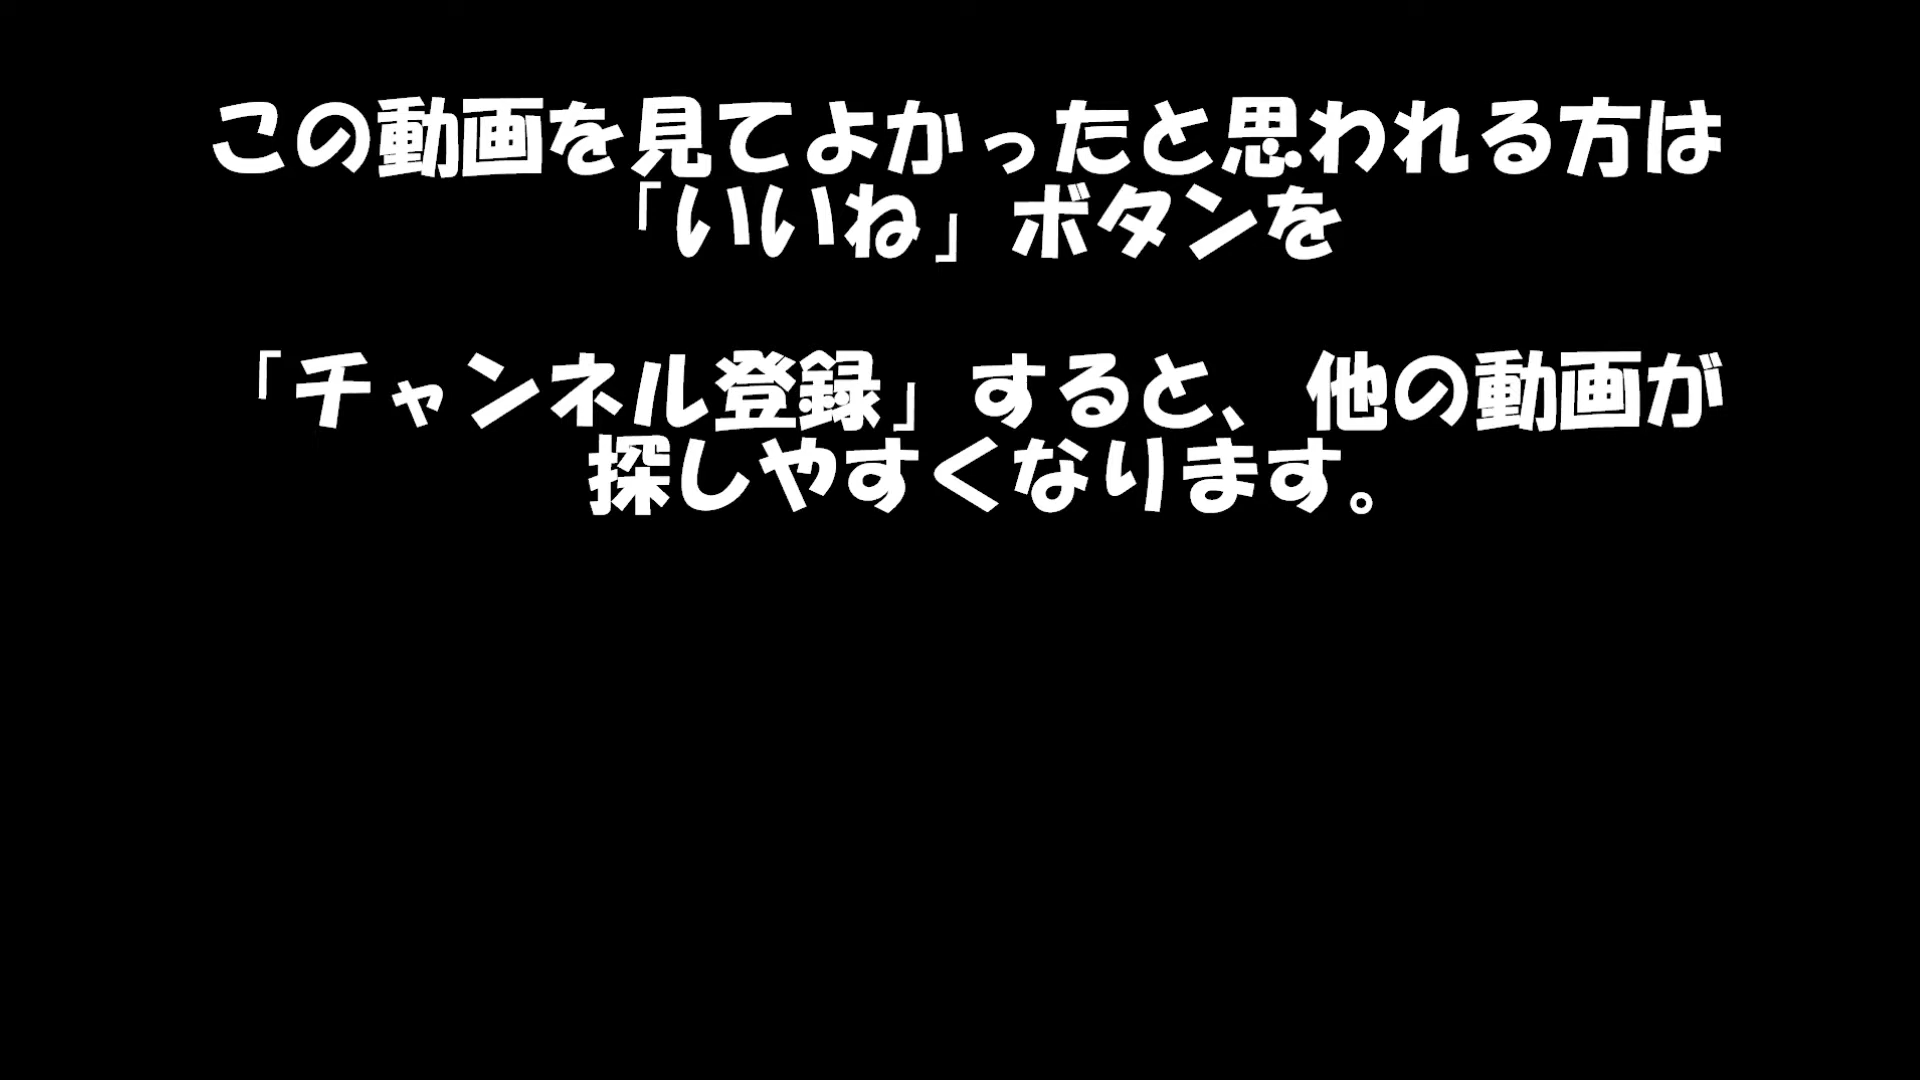 この動画を見てよかったと思われる方は
「いいね」ボタンを
「チャンネル登録」すると、他の動画が
探しやすくなります。